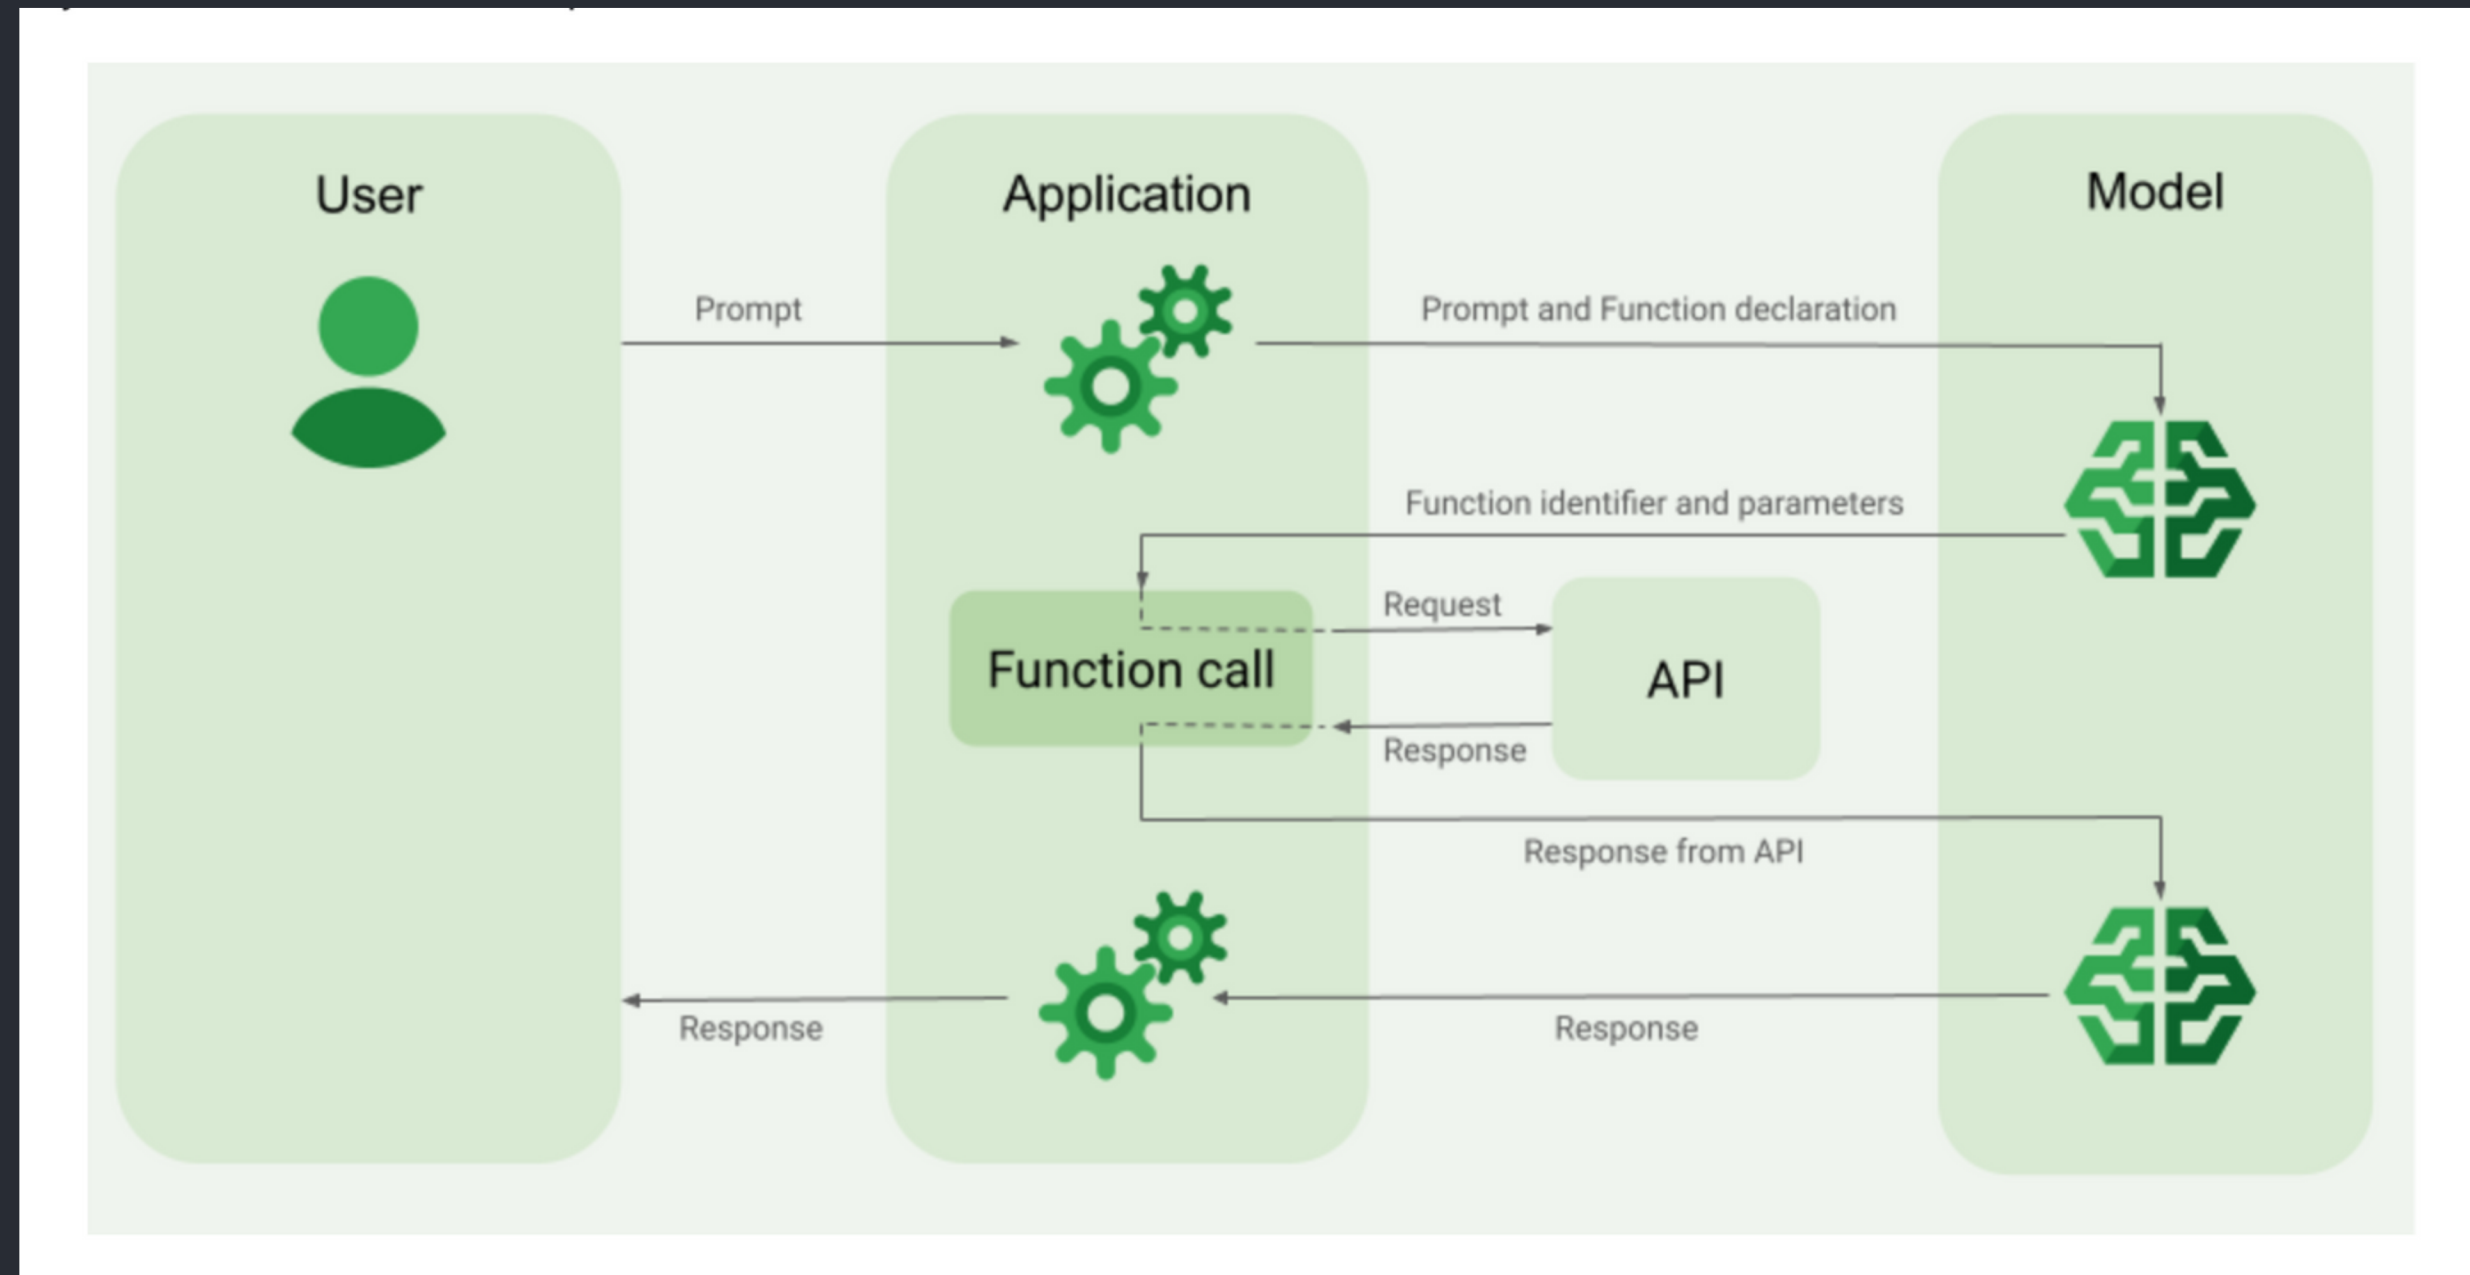 User
Application
Model
Prompt
Prompt and Function declaration
Function identifier and parameters
Request
Function call
API
Response
Response from API
Response
Response